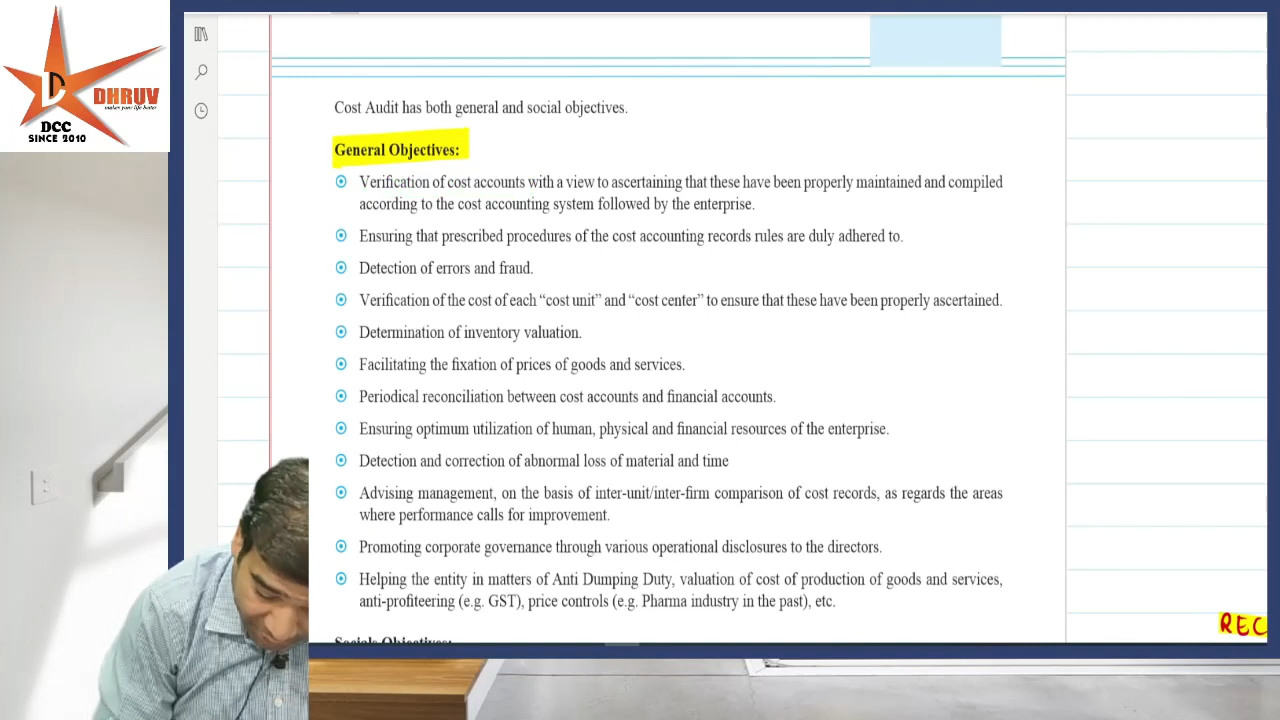 DHRUV
makes your life better
DCC
SINCE 2010
Cost Audit has both general and social objectives.
General Objectives:
Verification of cost accounts with a view to ascertaining that these have been properly maintained and compiled
according to the cost accounting system followed by the enterprise.
Ensuring that prescribed procedures of the cost accounting records rules are duly adhered to.
Detection of errors and fraud.
Verification of the cost of each “cost unit” and “cost center” to ensure that these have been properly ascertained.
Determination of inventory valuation.
Facilitating the fixation of prices of goods and services.
Periodical reconciliation between cost accounts and financial accounts.
Ensuring optimum utilization of human, physical and financial resources of the enterprise.
Detection and correction of abnormal loss of material and time
Advising management, on the basis of inter-unit/inter-firm comparison of cost records, as regards the areas
where performance calls for improvement.
Promoting corporate governance through various operational disclosures to the directors.
Helping the entity in matters of Anti Dumping Duty, valuation of cost of production of goods and services,
anti-profiteering (e.g. GST), price controls (e.g. Pharma industry in the past), etc.
REC
Socials Objectives: